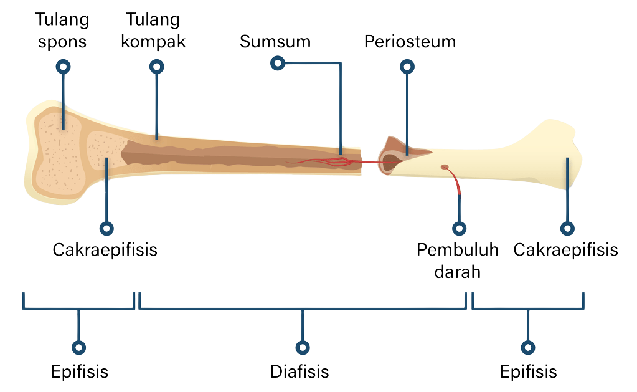 Tulang
spons
Tulang
kompak
Sumsum
Periosteum
Cakraepifisis
Pembuluh
darah
Cakraepifisis
Epifisis
Diafisis
Epifisis